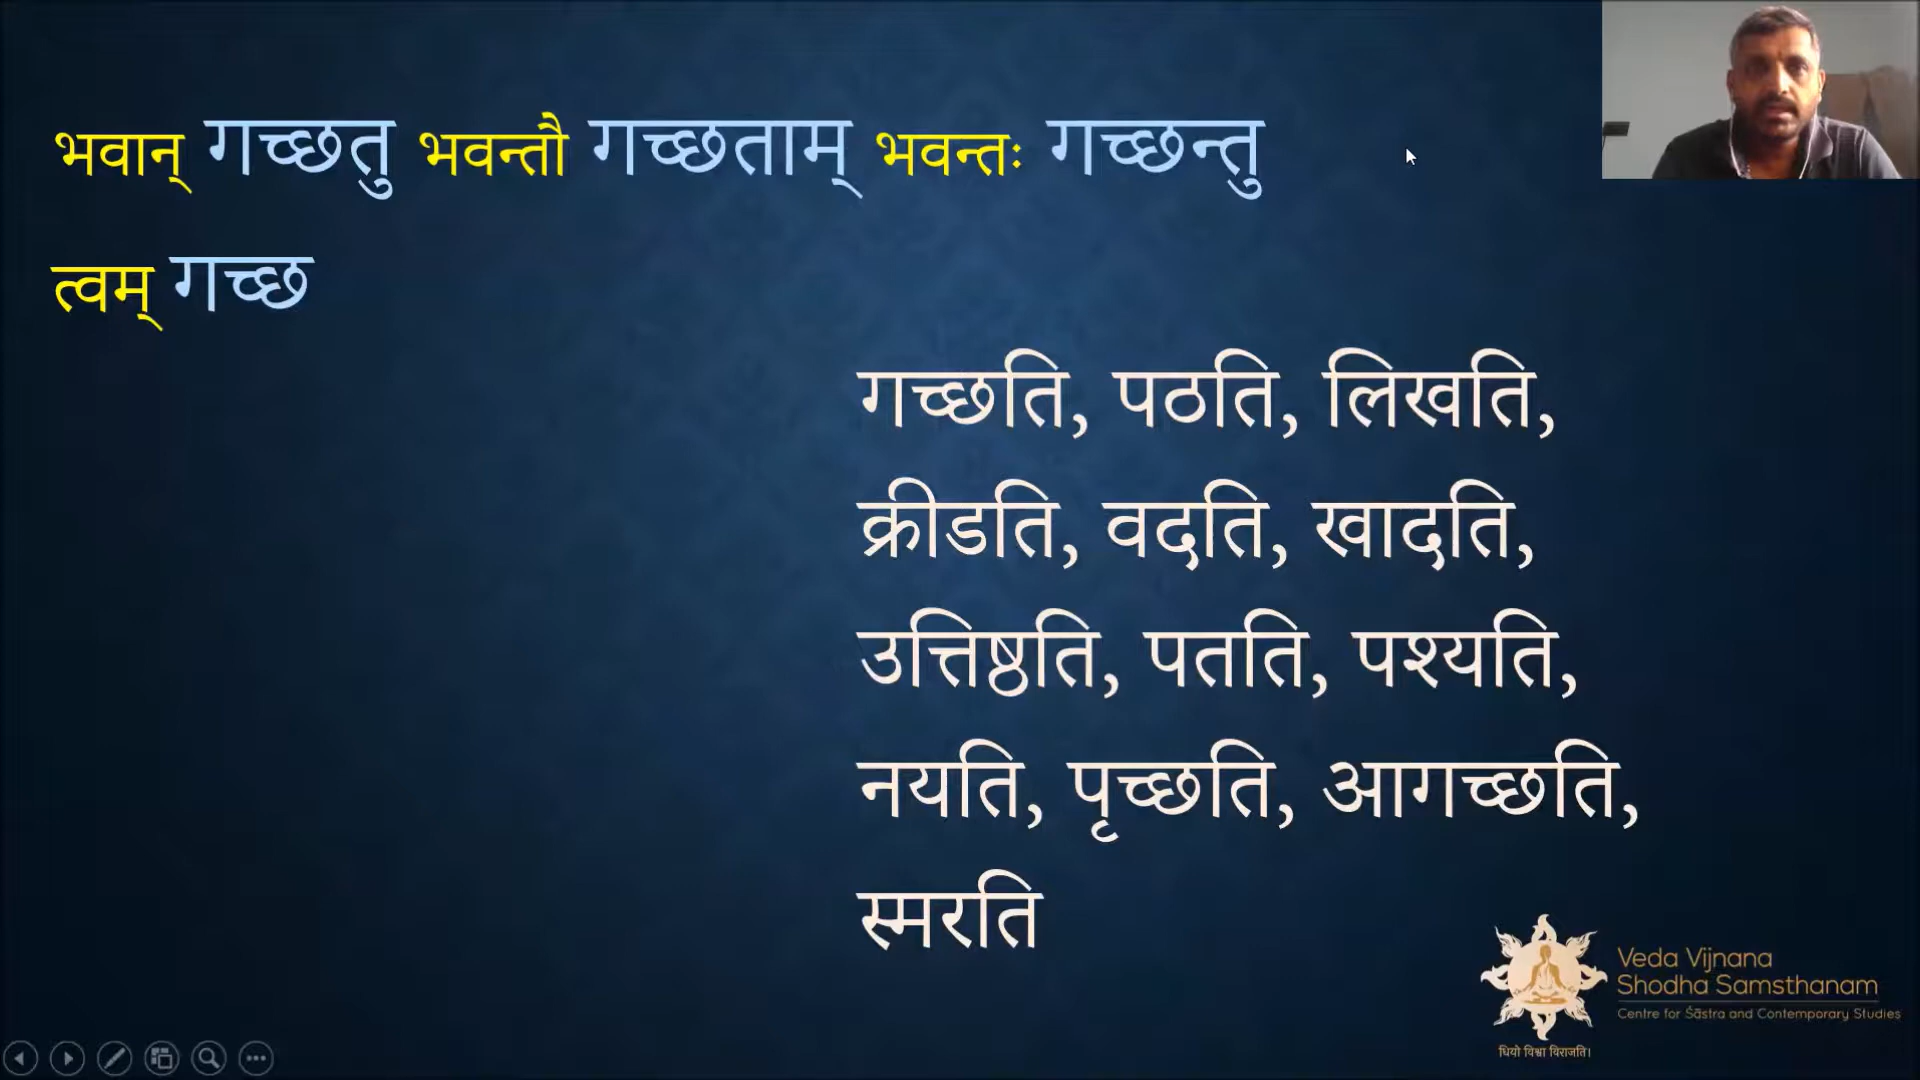 भवान् गच्छतु भवन्तौ गच्छताम् भवन्तः गच्छन्तु
त्वम् गच्छ
गच्छति, पठति, लिखति,
क्रीडति, वदति, खादति,
उत्तिष्ठति, पतति, पश्यति,
नयति, पृच्छति, आगच्छति,
स्मरति
Veda Vijnana
Shodha Samsthanam
Centre for Śāstra and Contemporary Studies
धियो विश्वा विराजति।